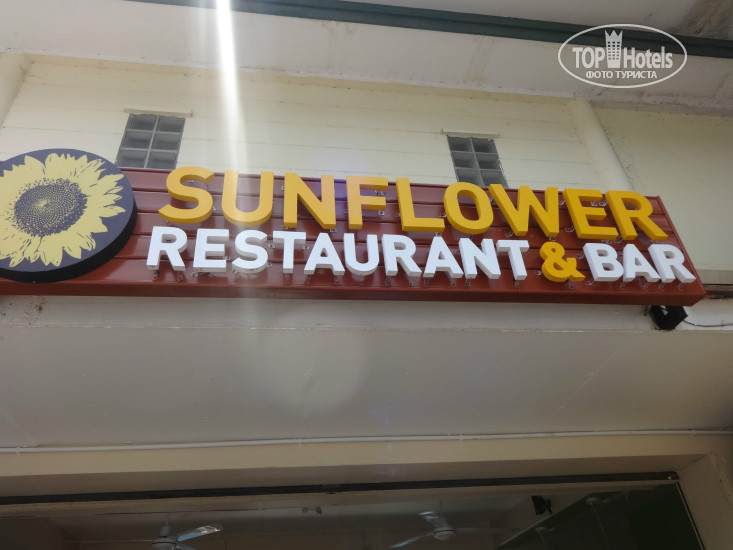 TOP Hotels
ФОТО ТУРИСТА
SUNFLOWER
RESTAURANT & BAR